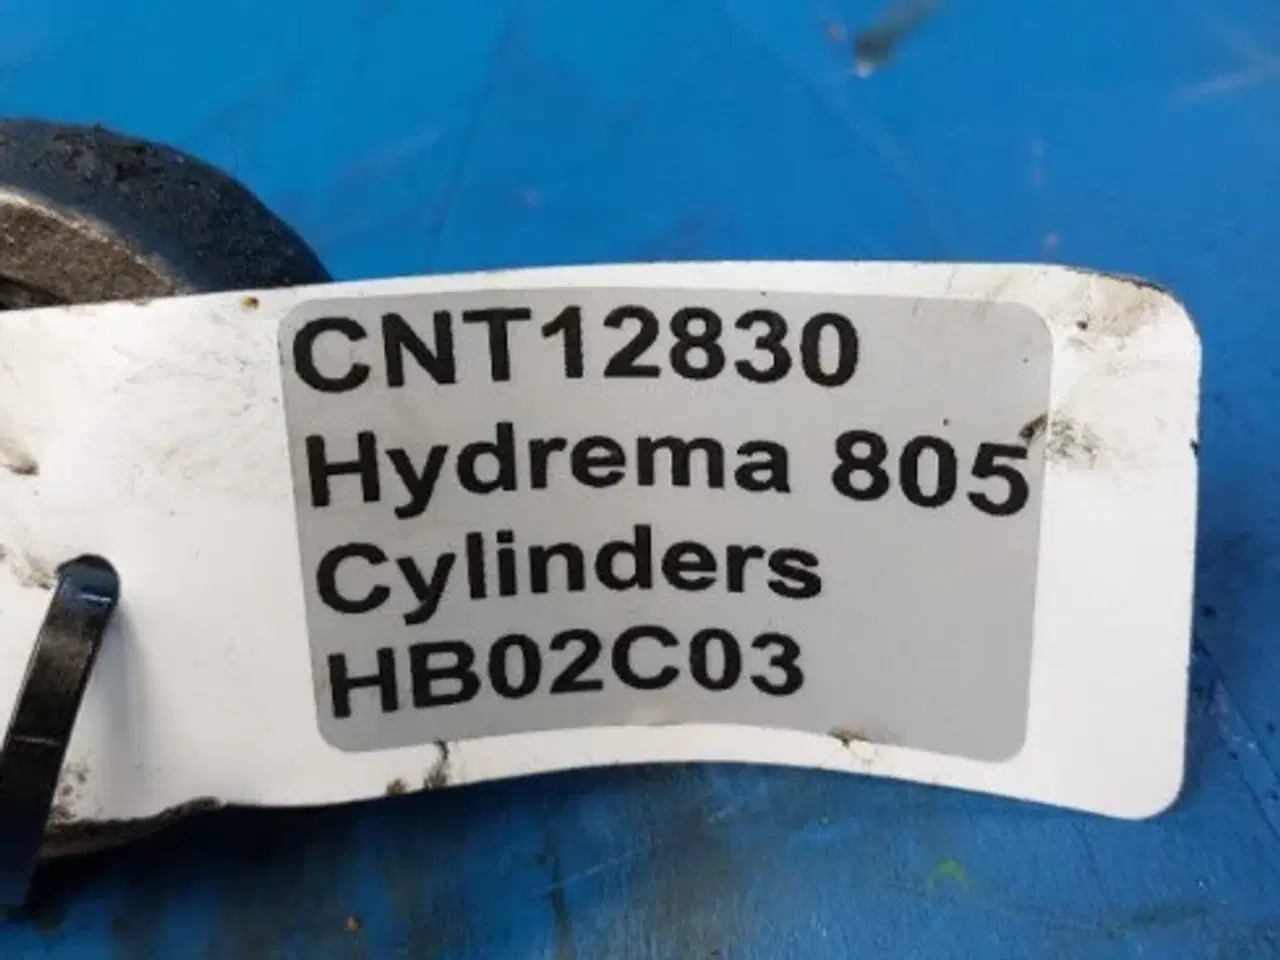 CNT12830
Hydrema 805
Cylinders
HB02C03